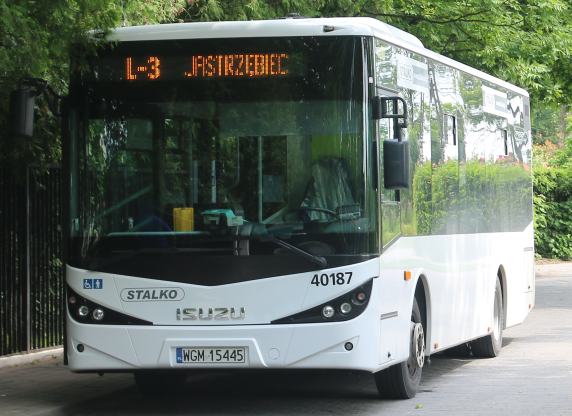 L-3 JASTRZĘBIEC
40187
STALKO
ISUZU
WGM 15445